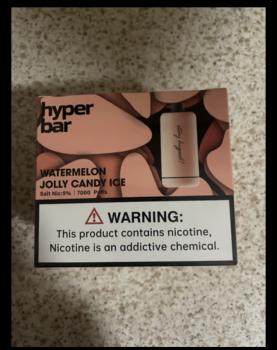 hyper
bar
WATERMELON
JOLLY CANDY ICE
Salt Nic:5% | 7000 Puffs
WARNING:
This product contains nicotine,
Nicotine is an addictive chemical.